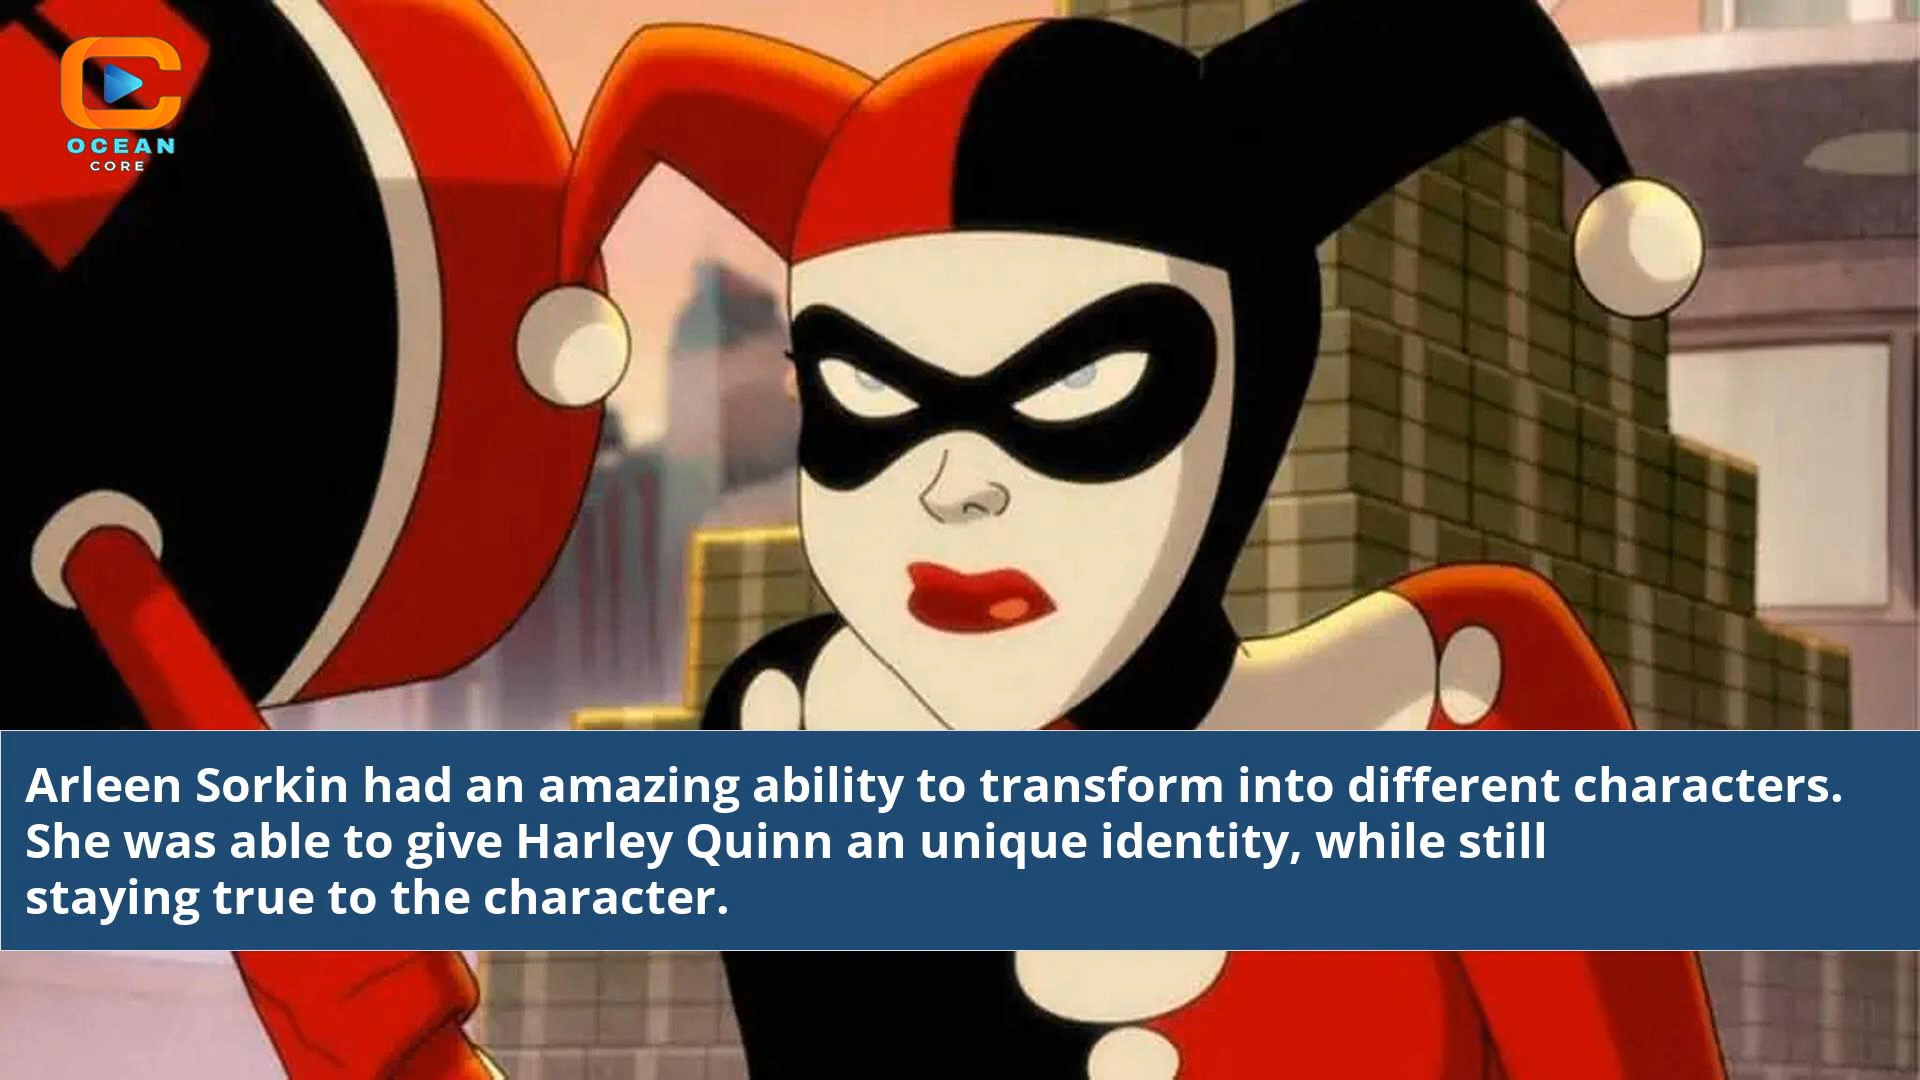 OCEAN
CORE
Arleen Sorkin had an amazing ability to transform into different characters.
She was able to give Harley Quinn an unique identity, while still
staying true to the character.